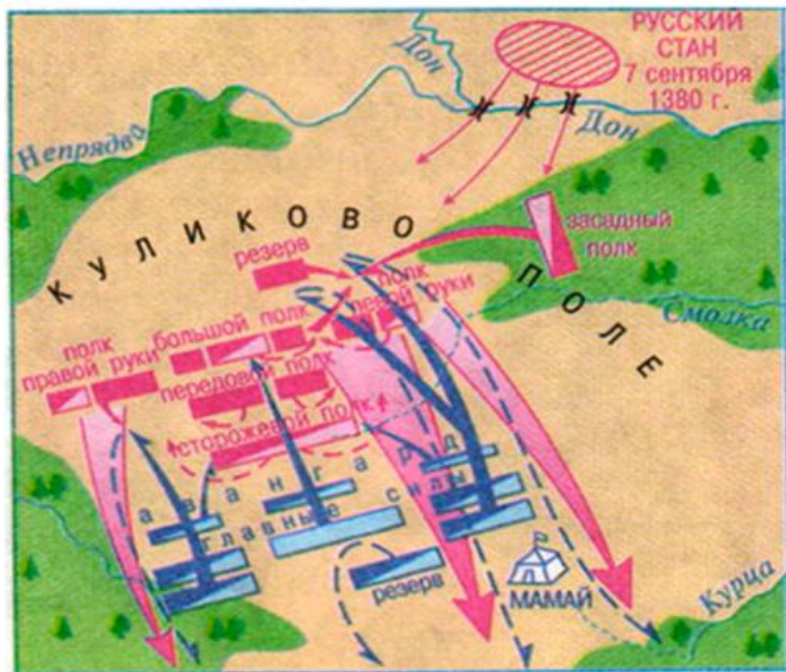 РУССКИЙ
СТАН
7 сентября
1380 г.
Дон
Дон
Непрядва
КУЛИКОВО
ПОЛЕ
засадный
полк
резерв
Смолка
полк
левой руки
большой полк
полк
правой руки
передовой полк
сторожевой полк
авангард
главные силы
резерв
МАМАЙ
Курца